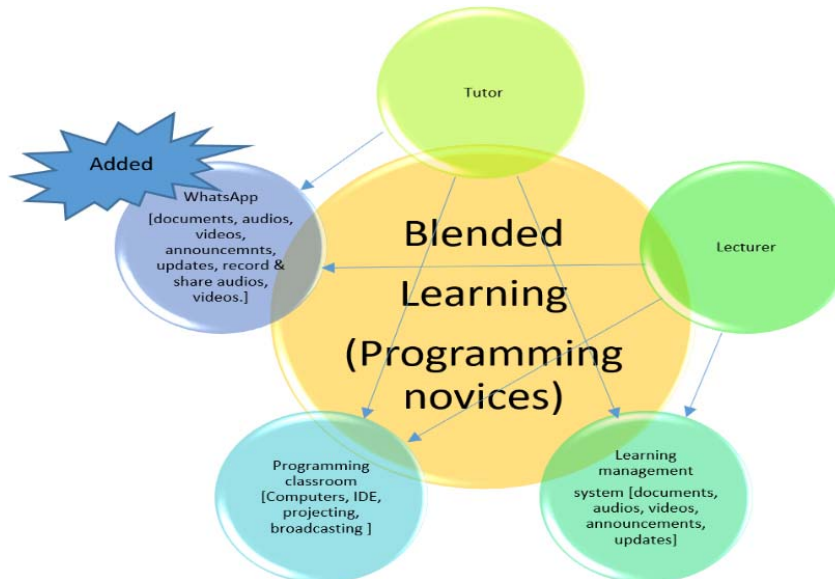 Tutor
Added
WhatsApp
[documents, audios,
videos,
announcemnts,
updates, record &
share audios,
videos.]
Blended
Learning
(Programming
novices)
Lecturer
Programming
classroom
[Computers, IDE,
projecting,
broadcasting ]
Learning
management
system [documents,
audios, videos,
announcements,
updates]